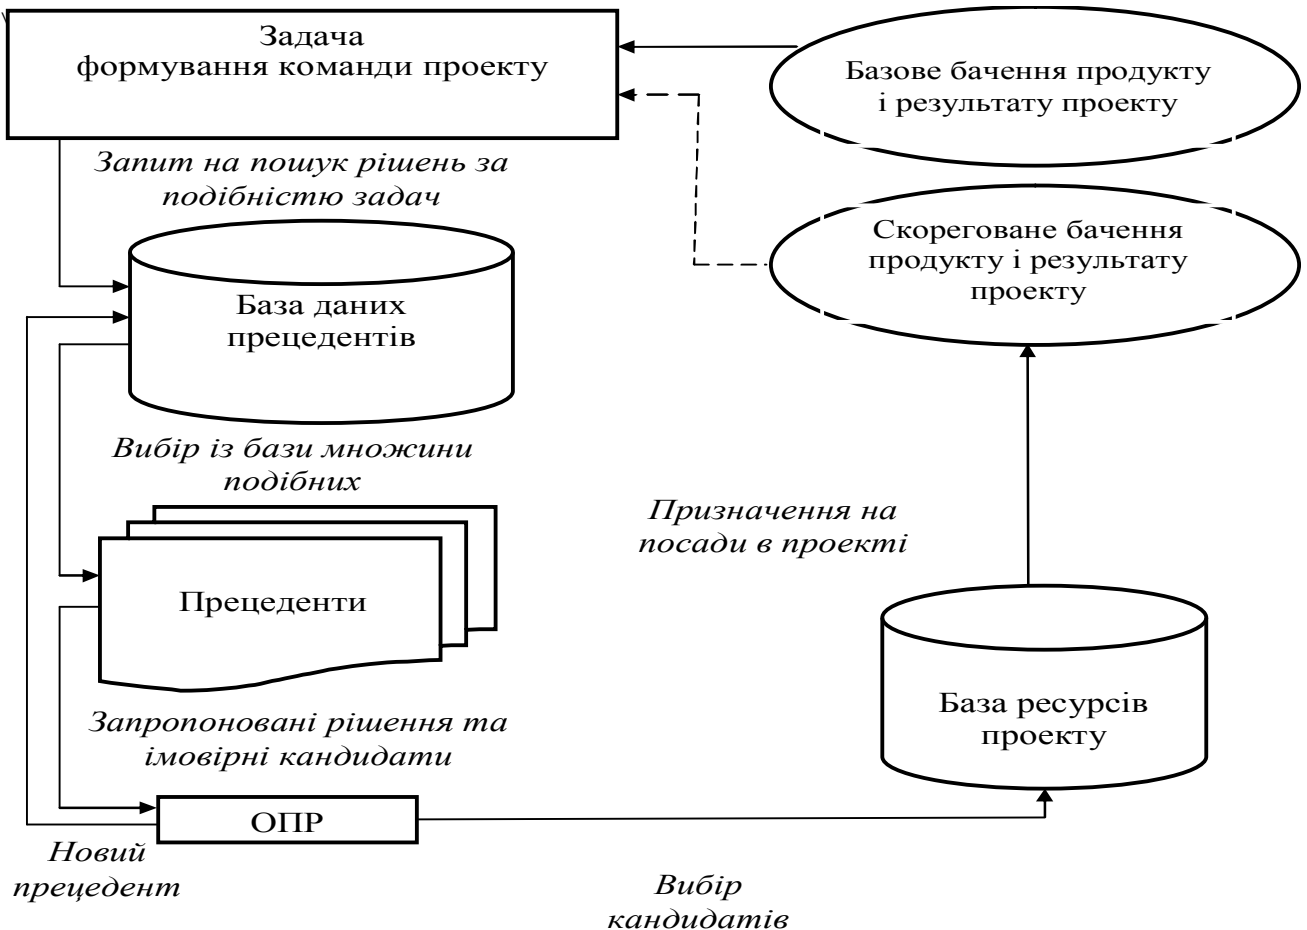 Задача
формування команди проекту
Базове бачення продукту
і результату проекту
Запит на пошук рішень за
подібністю задач
Скореговане бачення
продукту і результату
проекту
База даних
прецедентів
Вибір із бази множини
подібних
Призначення на
посади в проекті
Прецеденти
База ресурсів
проекту
Запропоновані рішення та
імовірні кандидати
ОПР
Новий
прецедент
Вибір
кандидатів